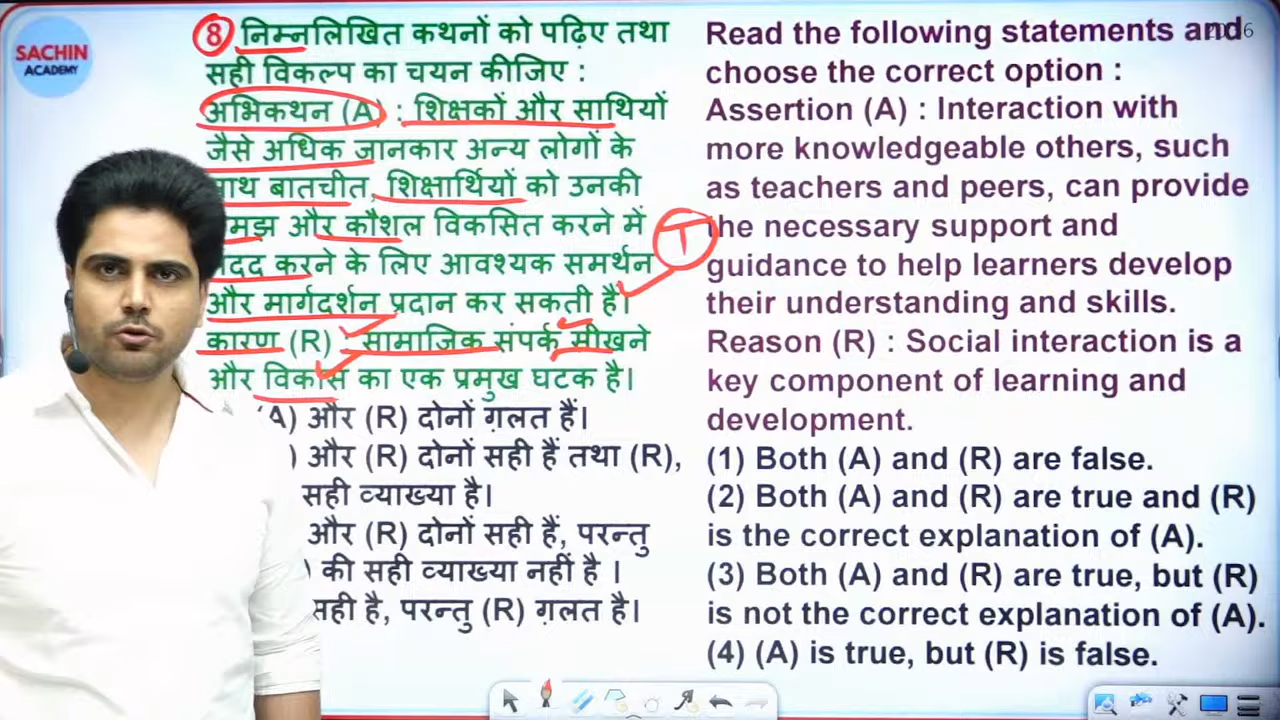 SACHIN
ACADEMY
8 निम्नलिखित कथनों को पढ़िए तथा
सही विकल्प का चयन कीजिए :
अभिकथन (A) : शिक्षकों और साथियों
जैसे अधिक जानकार अन्य लोगों के
साथ बातचीत, शिक्षार्थियों को उनकी
समझ और कौशल विकसित करने में
मदद करने के लिए आवश्यक समर्थन
और मार्गदर्शन प्रदान कर सकती है।
कारण (R) : सामाजिक संपर्क सीखने
और विकास का एक प्रमुख घटक है।
(A) और (R) दोनों ग़लत हैं।
) और (R) दोनों सही हैं तथा (R),
सही व्याख्या है।
और (R) दोनों सही हैं, परन्तु
) की सही व्याख्या नहीं है ।
सही है, परन्तु (R) ग़लत है।
T
Read the following statements and
choose the correct option :
Assertion (A) : Interaction with
more knowledgeable others, such
as teachers and peers, can provide
the necessary support and
guidance to help learners develop
their understanding and skills.
Reason (R) : Social interaction is a
key component of learning and
development.
(1) Both (A) and (R) are false.
(2) Both (A) and (R) are true and (R)
is the correct explanation of (A).
(3) Both (A) and (R) are true, but (R)
is not the correct explanation of (A).
(4) (A) is true, but (R) is false.